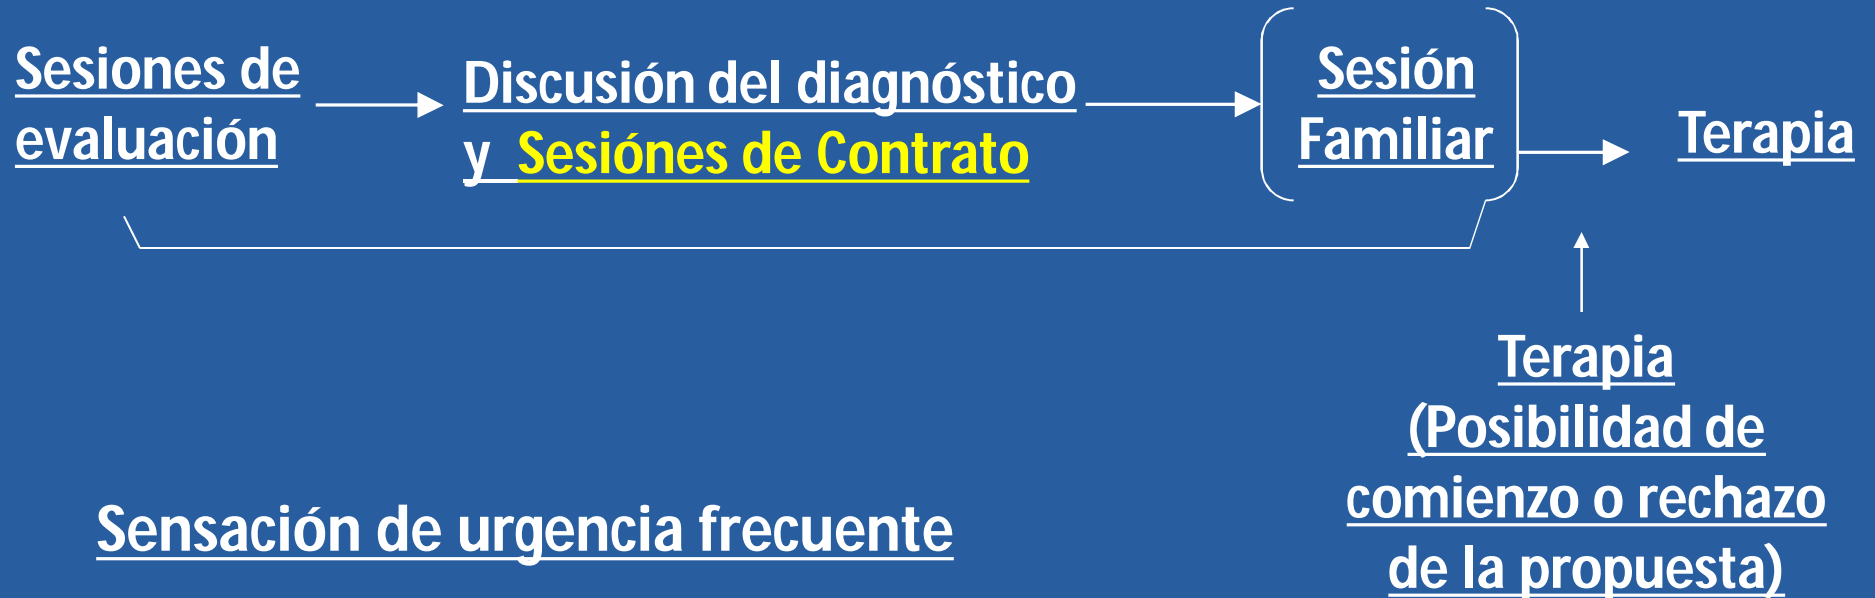 Sesiones de
evaluación
Discusión del diagnóstico
y Sesiónes de Contrato
Sesión
Familiar
Terapia
Terapia
(Posibilidad de
comienzo o rechazo
de la propuesta)
Sensación de urgencia frecuente